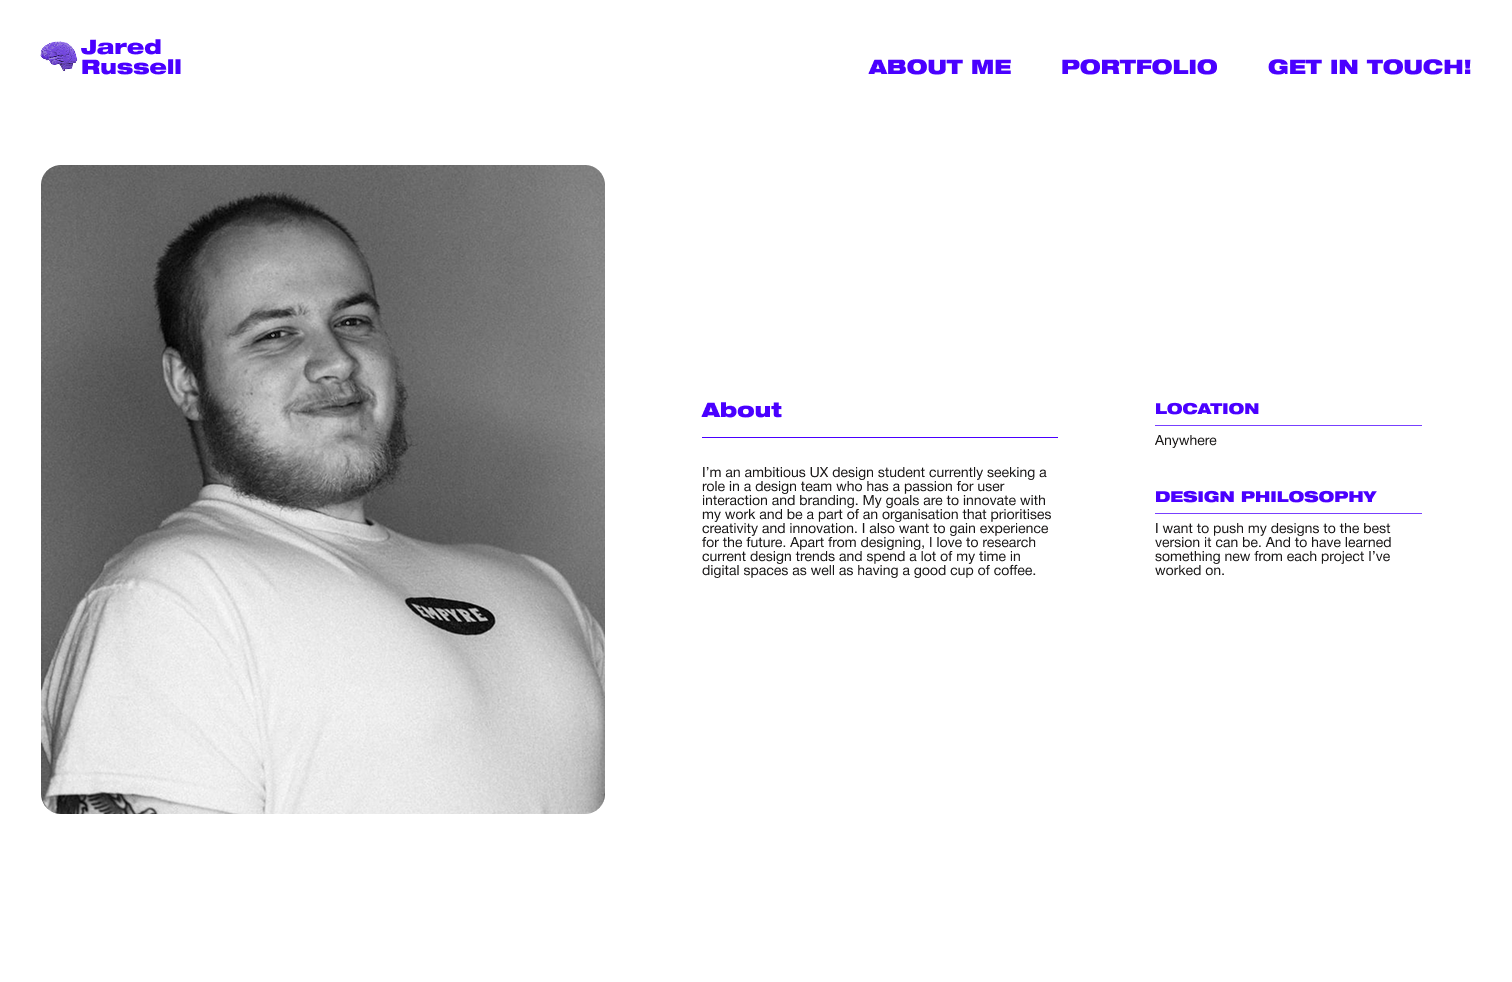 Jared
Russell
ABOUT ME
PORTFOLIO
GET IN TOUCH!
EMPYRE
About
I’m an ambitious UX design student currently seeking a
role in a design team who has a passion for user
interaction and branding. My goals are to innovate with
my work and be a part of an organisation that prioritises
creativity and innovation. I also want to gain experience
for the future. Apart from designing, I love to research
current design trends and spend a lot of my time in
digital spaces as well as having a good cup of coffee.
LOCATION
Anywhere
DESIGN PHILOSOPHY
I want to push my designs to the best
version it can be. And to have learned
something new from each project I’ve
worked on.